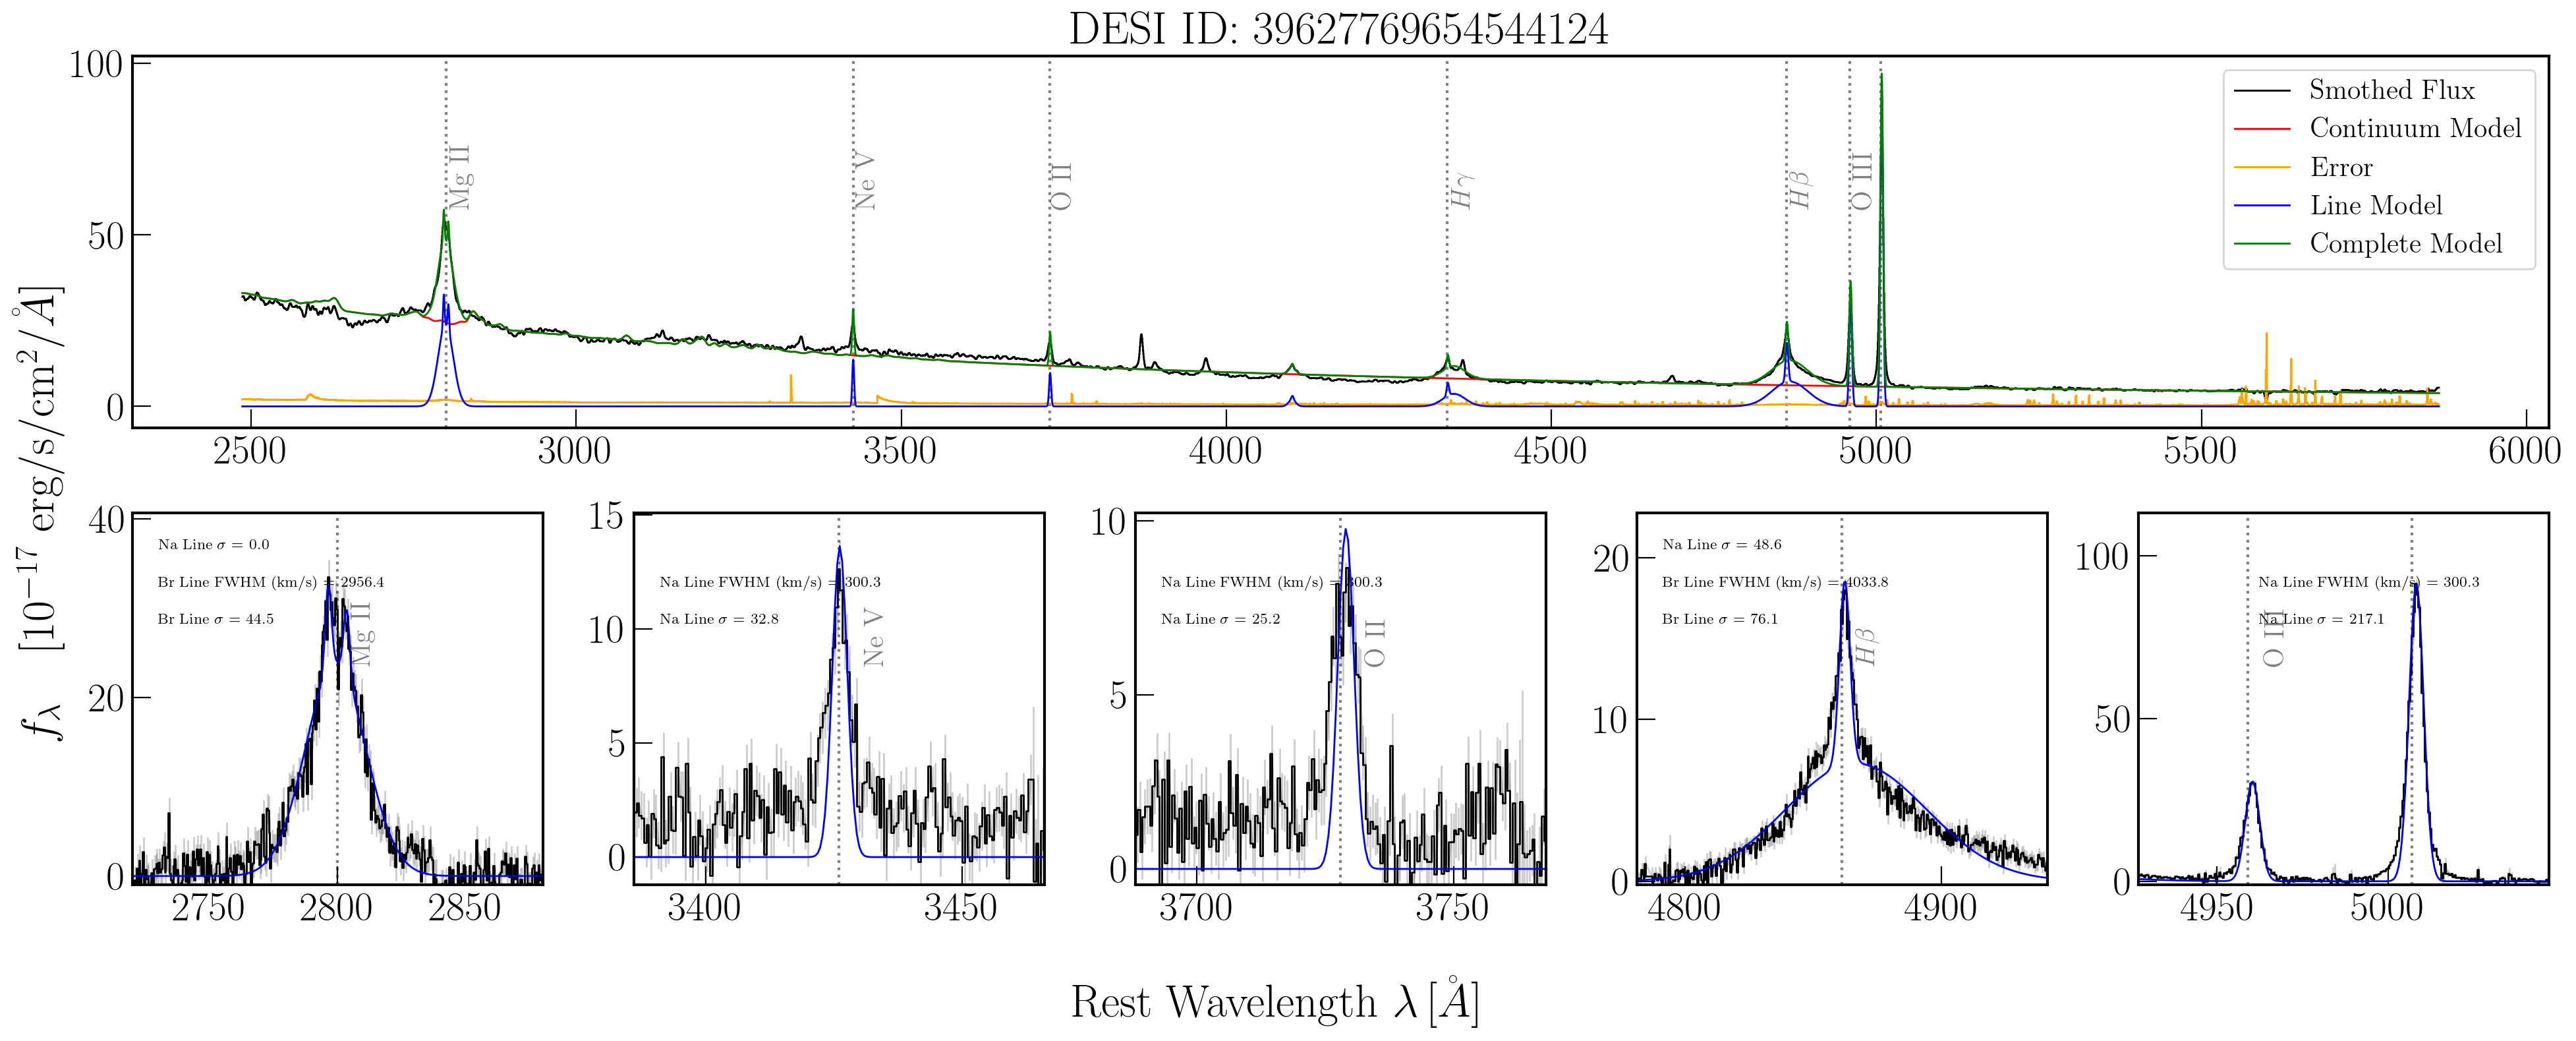 DESI ID: 39627769654544124
100
50
0
Mg II
Ne V
O II
Hγ
Hβ
O III
Smothed Flux
Continuum Model
Error
Line Model
Complete Model
2500 3000 3500 4000 4500 5000 5500 6000
f_λ [10⁻¹⁷ erg/s/cm²/Å]
40
20
0
Na Line σ = 0.0
Br Line FWHM (km/s) = 2956.4
Br Line σ = 44.5
Mg II
2750 2800 2850
15
10
5
0
Na Line FWHM (km/s) = 300.3
Na Line σ = 32.8
Ne V
3400 3450
10
5
0
Na Line FWHM (km/s) = 300.3
Na Line σ = 25.2
O II
3700 3750
20
10
0
Na Line σ = 48.6
Br Line FWHM (km/s) = 4033.8
Br Line σ = 76.1
Hβ
4800 4900
100
50
0
Na Line FWHM (km/s) = 300.3
Na Line σ = 217.1
O III
4950 5000
Rest Wavelength λ [Å]